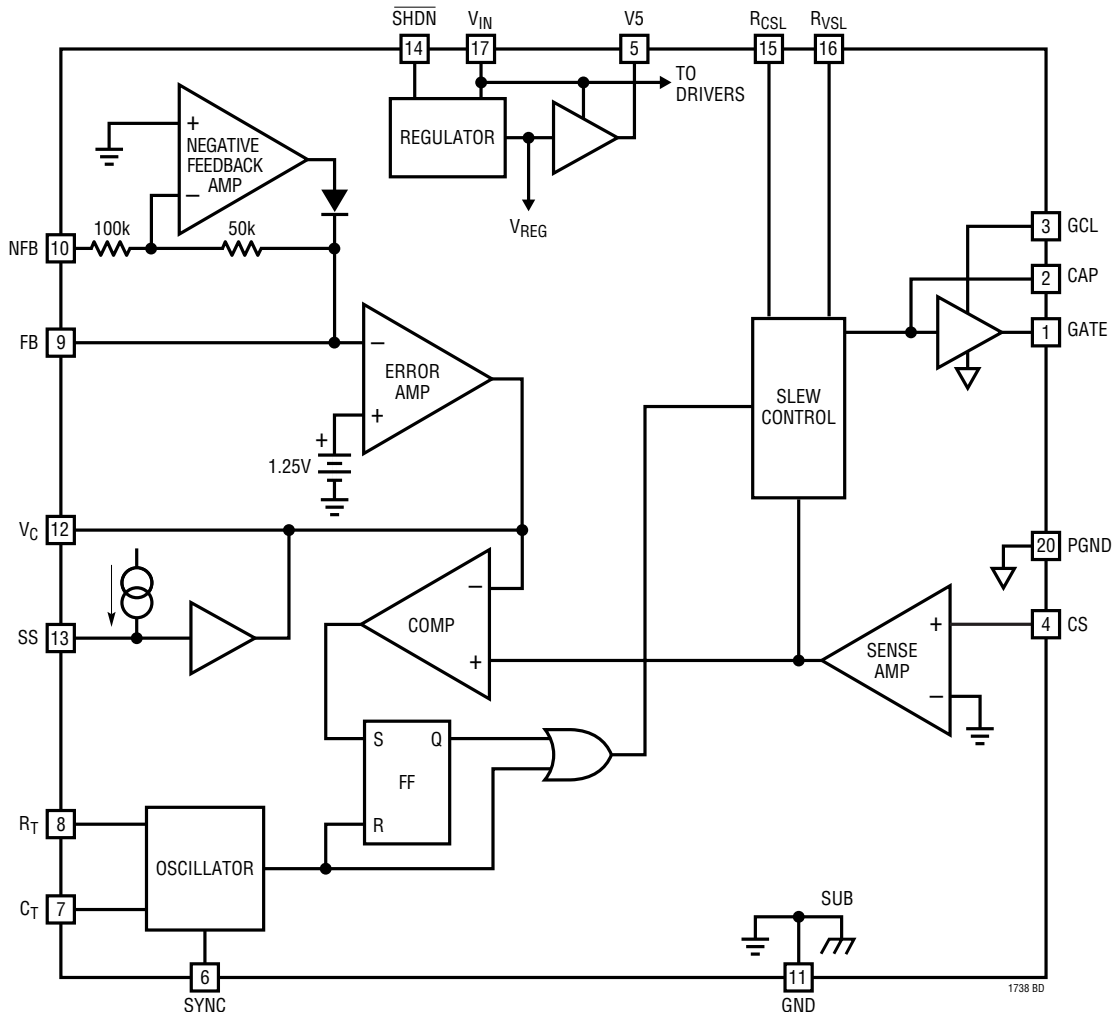 SHDN
VIN
V5
RCSL
RVSL
14
17
5
15
16
TO
DRIVERS
REGULATOR
VREG
+
NEGATIVE
FEEDBACK
AMP
−
100k
50k
NFB
10
3
GCL
2
CAP
1
GATE
FB
9
−
ERROR
AMP
+
+
1.25V
SLEW
CONTROL
VC
12
20
PGND
SS
13
−
COMP
+
+
SENSE
AMP
−
4
CS
S
Q
FF
R
RT
8
OSCILLATOR
CT
7
SUB
6
SYNC
11
GND
1738 BD